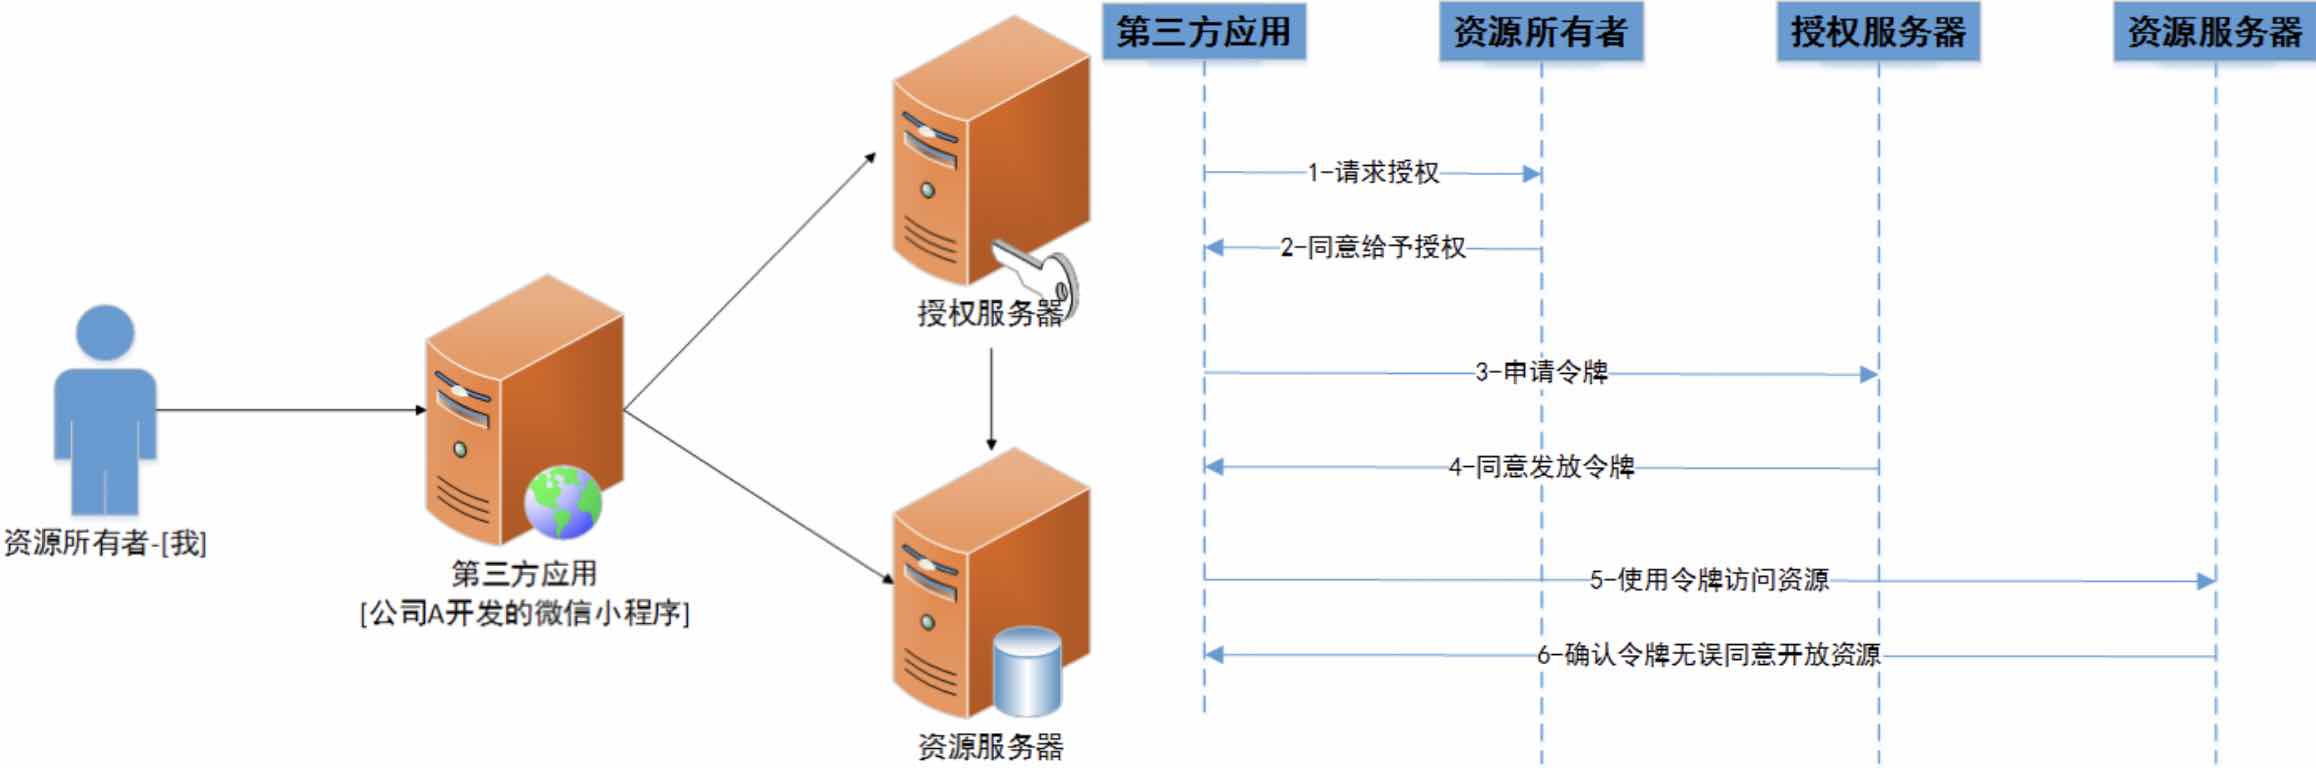 资源所有者-[我]
第三方应用
[公司A开发的微信小程序]
授权服务器
资源服务器
第三方应用
资源所有者
授权服务器
资源服务器
1-请求授权
2-同意给予授权
3-申请令牌
4-同意发放令牌
5-使用令牌访问资源
6-确认令牌无误同意开放资源